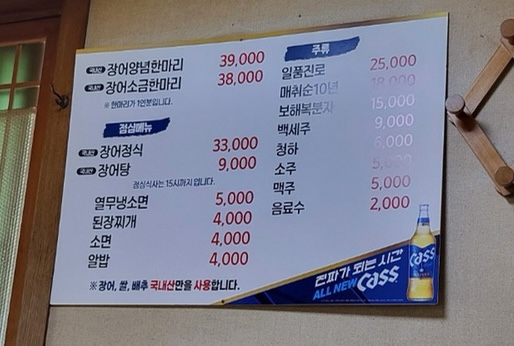 국내산 장어양념한마리 39,000
국내산 장어소금한마리 38,000
※ 한마리가 1인분입니다.
점심메뉴
국내산 장어정식 33,000
국내산 장어탕 9,000
점심식사는 15시까지 입니다.
열무냉소면 5,000
된장찌개 4,000
소면 4,000
알밥 4,000
※ 장어, 쌀, 배추 국내산만을 사용합니다.
주류
일품진로 25,000
매취순10년 18,000
보해복분자 15,000
백세주 9,000
청하 6,000
소주 5,000
맥주 5,000
음료수 2,000
진짜가 되는 시간
ALL NEW Cass
Cass